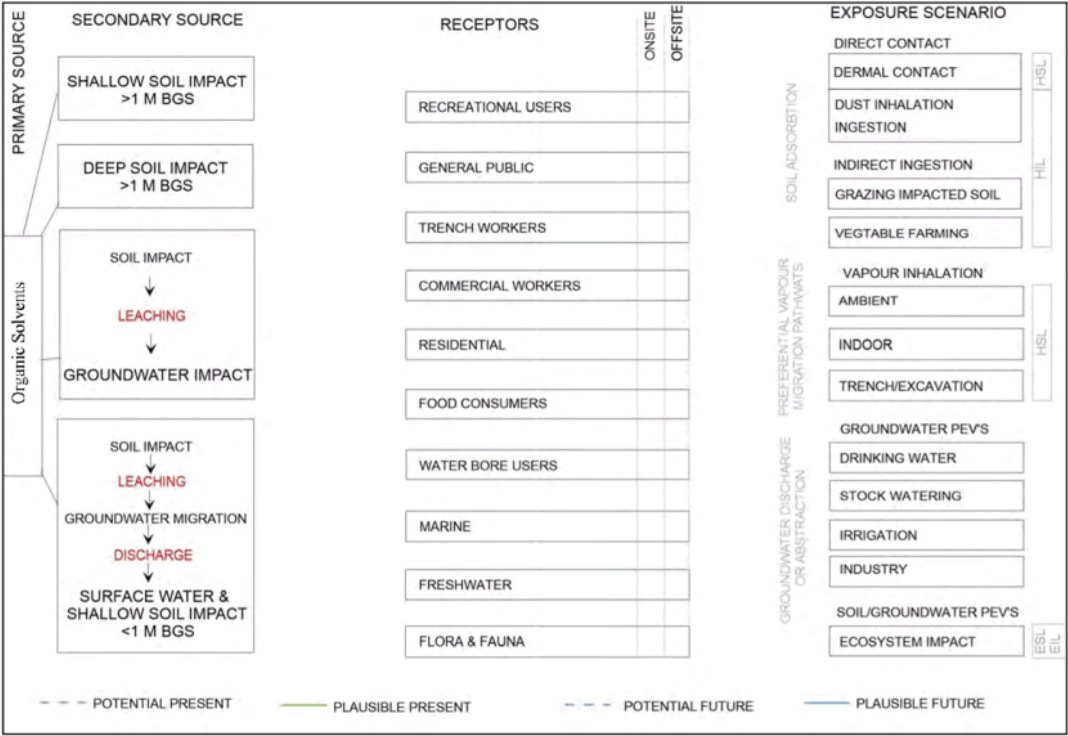 PRIMARY SOURCE
SECONDARY SOURCE
SHALLOW SOIL IMPACT
>1 M BGS
DEEP SOIL IMPACT
>1 M BGS
Organic Solvents
SOIL IMPACT
LEACHING
GROUNDWATER IMPACT
SOIL IMPACT
LEACHING
GROUNDWATER MIGRATION
DISCHARGE
SURFACE WATER &
SHALLOW SOIL IMPACT
<1 M BGS
RECEPTORS
ONSITE
OFFSITE
RECREATIONAL USERS
GENERAL PUBLIC
TRENCH WORKERS
COMMERCIAL WORKERS
RESIDENTIAL
FOOD CONSUMERS
WATER BORE USERS
MARINE
FRESHWATER
FLORA & FAUNA
EXPOSURE SCENARIO
SOIL ADSORBTION
DIRECT CONTACT
DERMAL CONTACT
HSL
DUST INHALATION
INGESTION
HIL
INDIRECT INGESTION
GRAZING IMPACTED SOIL
VEGTABLE FARMING
PREFERENTIAL VAPOUR
MIGRATION PATHWATS
VAPOUR INHALATION
AMBIENT
INDOOR
HSL
TRENCH/EXCAVATION
GROUNDWATER DISCHARGE
OR ABSTRACTION
GROUNDWATER PEV'S
DRINKING WATER
STOCK WATERING
IRRIGATION
INDUSTRY
SOIL/GROUNDWATER PEV'S
ECOSYSTEM IMPACT
ESL
EIL
POTENTIAL PRESENT
PLAUSIBLE PRESENT
POTENTIAL FUTURE
PLAUSIBLE FUTURE